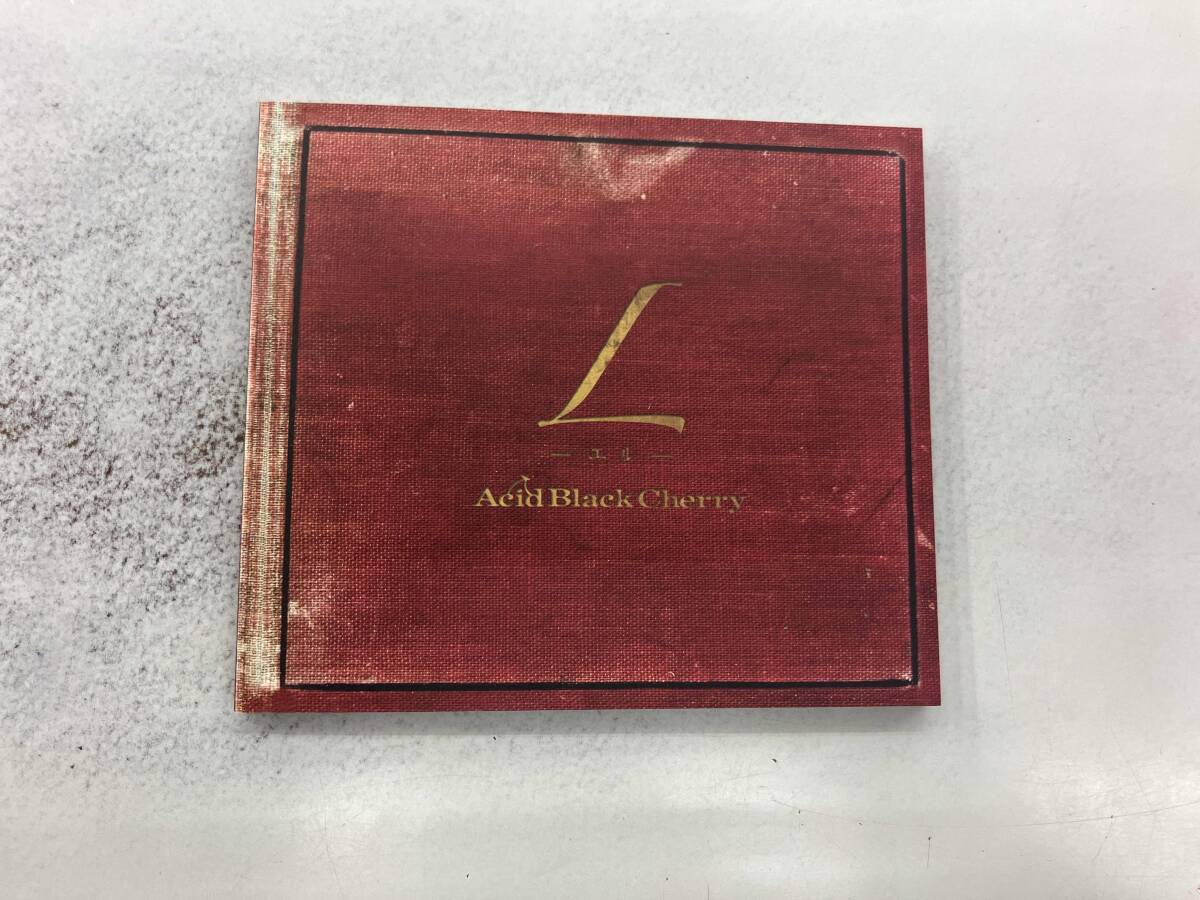 L
— エル —
Acid Black Cherry